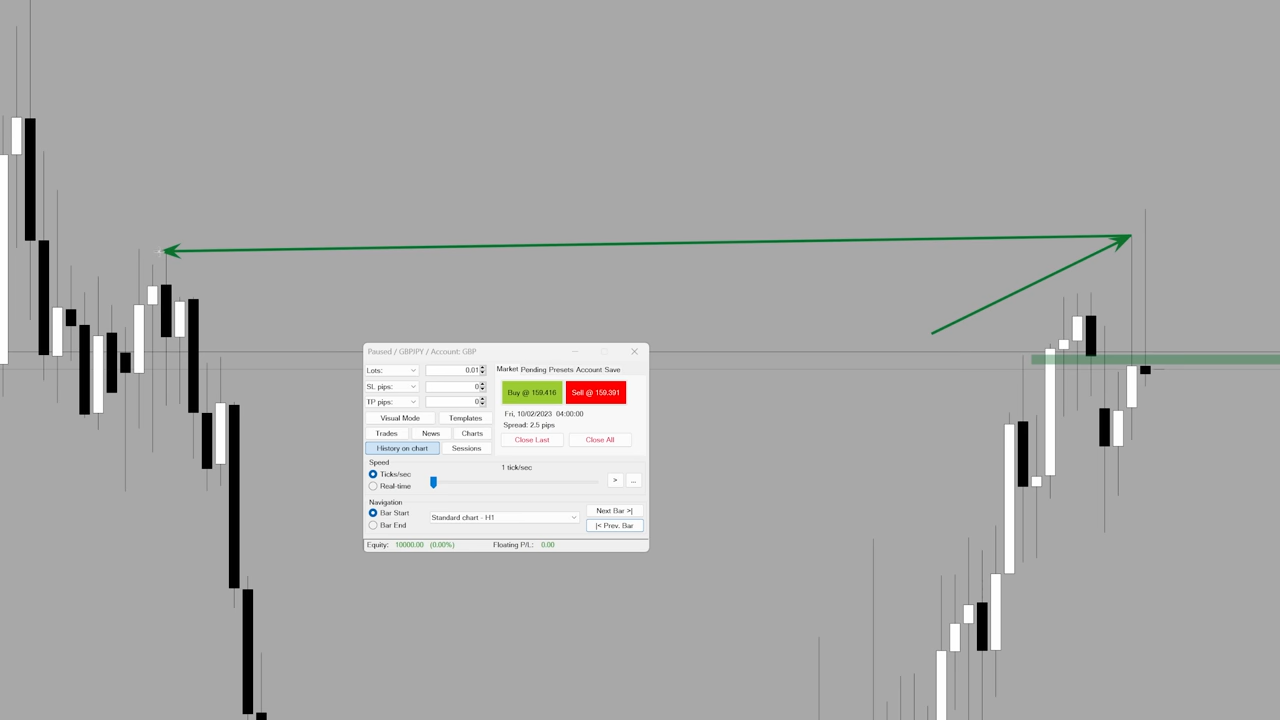 Paused / GBPJPY / Account: GBP
Lots: 0.01
SL pips: 0
TP pips: 0
Visual Mode Templates
Trades News Charts
History on chart Sessions
Market Pending Presets Account Save
Buy @ 159.416 Sell @ 159.391
Fri, 10/02/2023 04:00:00
Spread: 2,5 pips
Close Last Close All
Speed
1 tick/sec
Ticks/sec
Real-time
> ...
Navigation
Bar Start
Bar End
Standard chart - H1
Next Bar >|
|< Prev. Bar
Equity: 10000.00 (0.00%) Floating P/L: 0.00